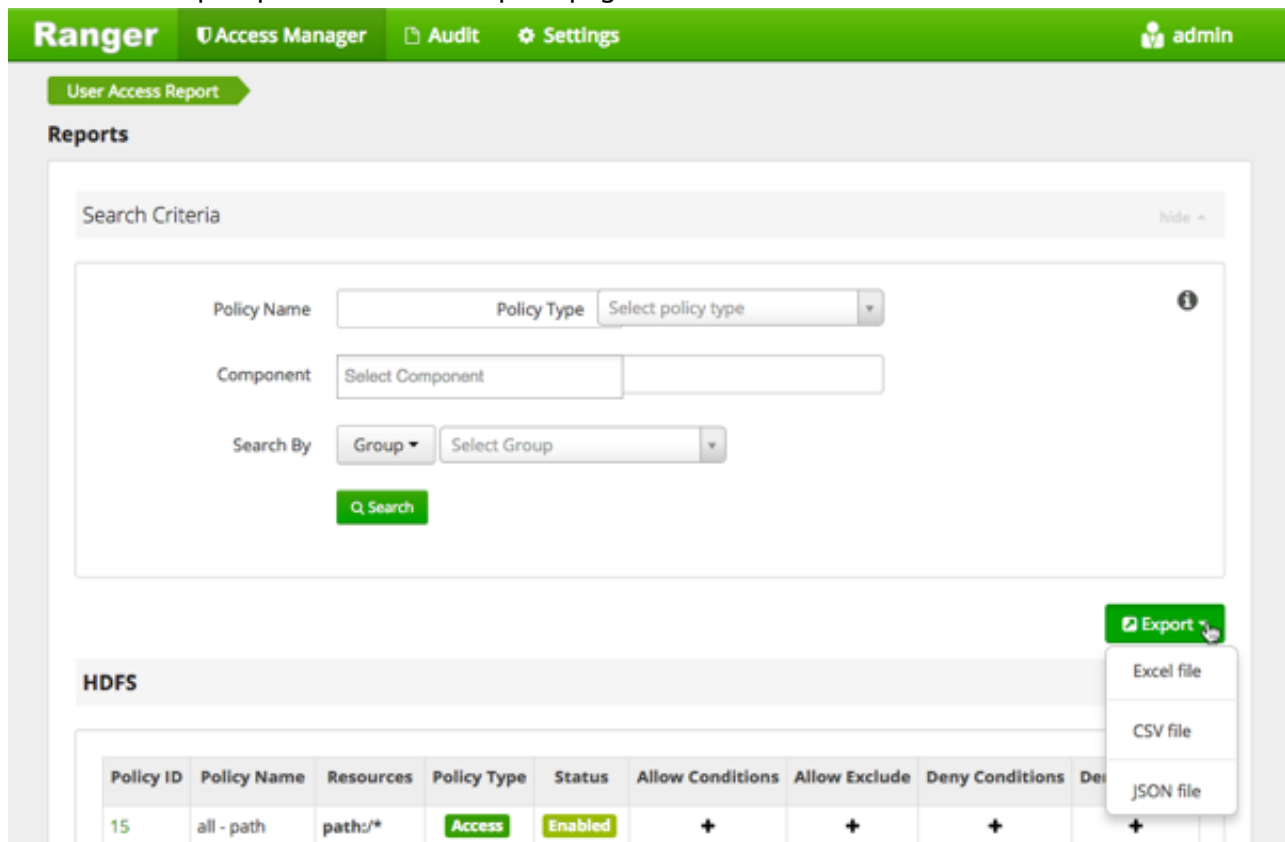 Ranger Access Manager Audit Settings admin
User Access Report
Reports
Search Criteria hide
Policy Name Policy Type Select policy type
Component Select Component
Search By Group Select Group
Search
Export
Excel file
HDFS
CSV file
Policy ID Policy Name Resources Policy Type Status Allow Conditions Allow Exclude Deny Conditions
JSON file
15 all - path path:/* Access Enabled + + + +